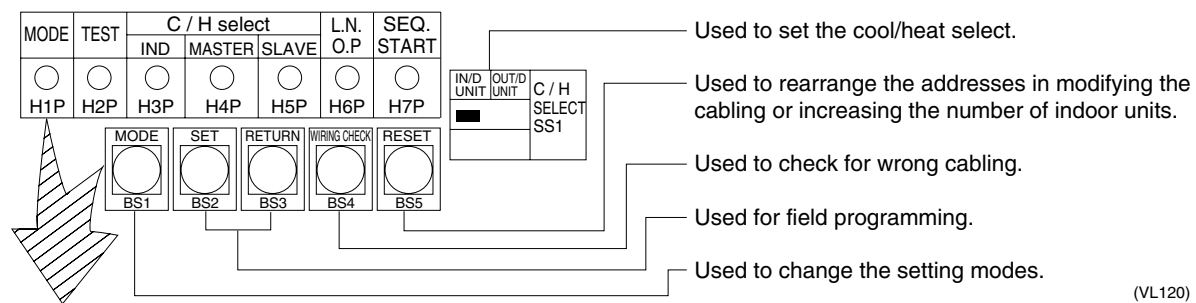 MODE TEST C / H select L.N. O.P SEQ. START
IND MASTER SLAVE
H1P H2P H3P H4P H5P H6P H7P
MODE SET RETURN WIRING CHECK RESET
BS1 BS2 BS3 BS4 BS5
IN/D UNIT OUT/D UNIT C / H SELECT SS1
Used to set the cool/heat select.
Used to rearrange the addresses in modifying the
cabling or increasing the number of indoor units.
Used to check for wrong cabling.
Used for field programming.
Used to change the setting modes.
(VL120)